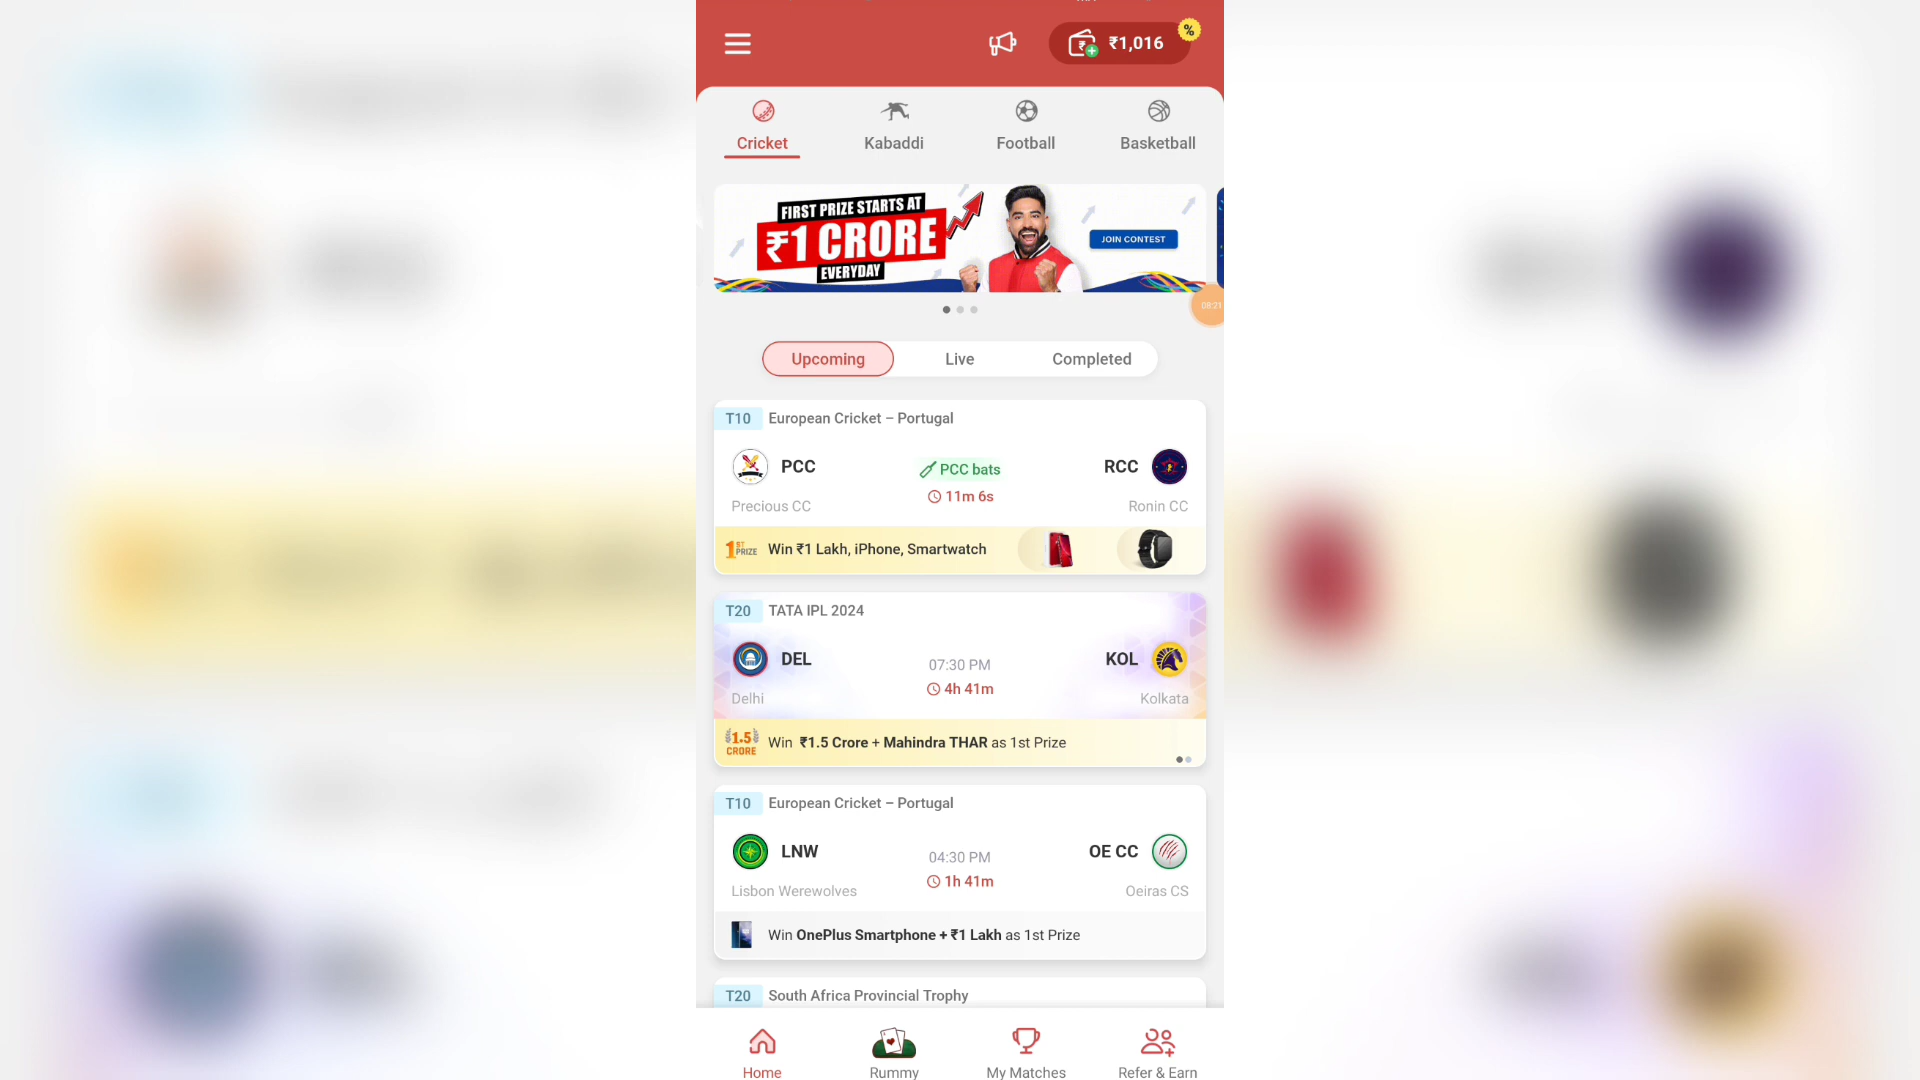 ₹1,016
%
Cricket
Kabaddi
Football
Basketball
FIRST PRIZE STARTS AT
₹1 CRORE
EVERYDAY
JOIN CONTEST
08:21
Upcoming
Live
Completed
T10 European Cricket – Portugal
PCC
PCC bats
RCC
11m 6s
Precious CC
Ronin CC
1ST PRIZE Win ₹1 Lakh, iPhone, Smartwatch
T20 TATA IPL 2024
DEL
07:30 PM
KOL
4h 41m
Delhi
Kolkata
1.5 CRORE Win ₹1.5 Crore + Mahindra THAR as 1st Prize
T10 European Cricket – Portugal
LNW
04:30 PM
OE CC
1h 41m
Lisbon Werewolves
Oeiras CS
Win OnePlus Smartphone + ₹1 Lakh as 1st Prize
T20 South Africa Provincial Trophy
Home
Rummy
My Matches
Refer & Earn